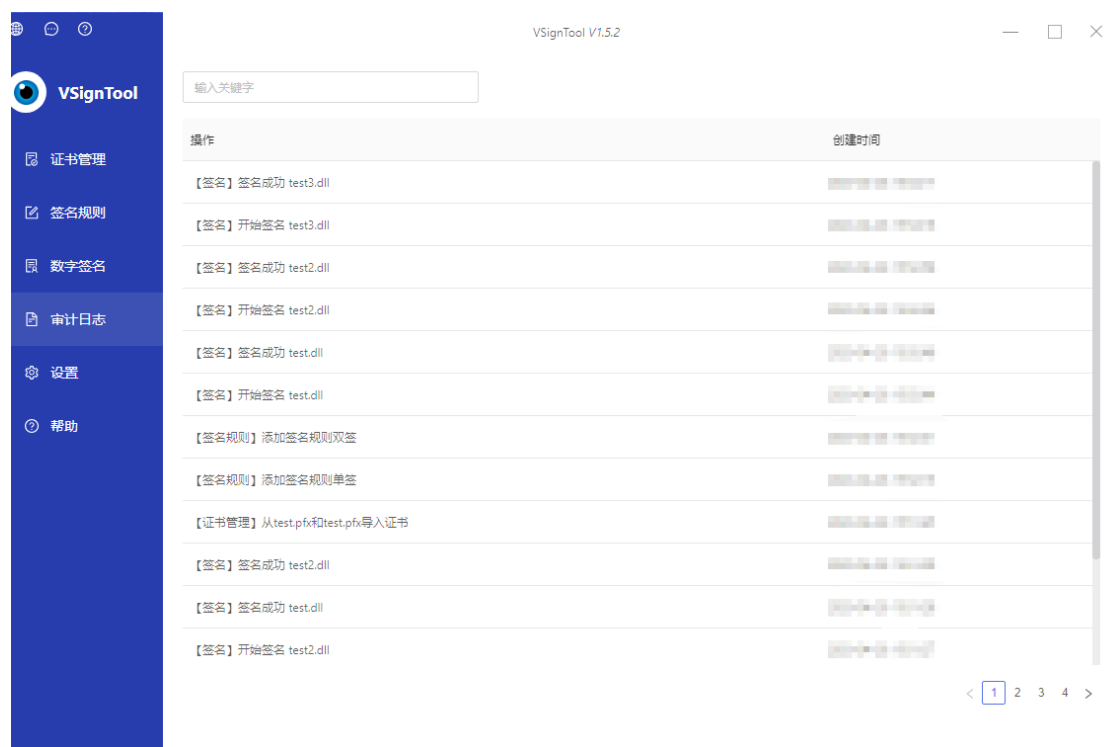 VSignTool V1.5.2
VSignTool
证书管理
签名规则
数字签名
审计日志
设置
帮助
输入关键字
操作 创建时间
【签名】签名成功 test3.dll
【签名】开始签名 test3.dll
【签名】签名成功 test2.dll
【签名】开始签名 test2.dll
【签名】签名成功 test.dll
【签名】开始签名 test.dll
【签名规则】添加签名规则双签
【签名规则】添加签名规则单签
【证书管理】从test.pfx和test.pfx导入证书
【签名】签名成功 test2.dll
【签名】签名成功 test.dll
【签名】开始签名 test2.dll
< 1 2 3 4 >